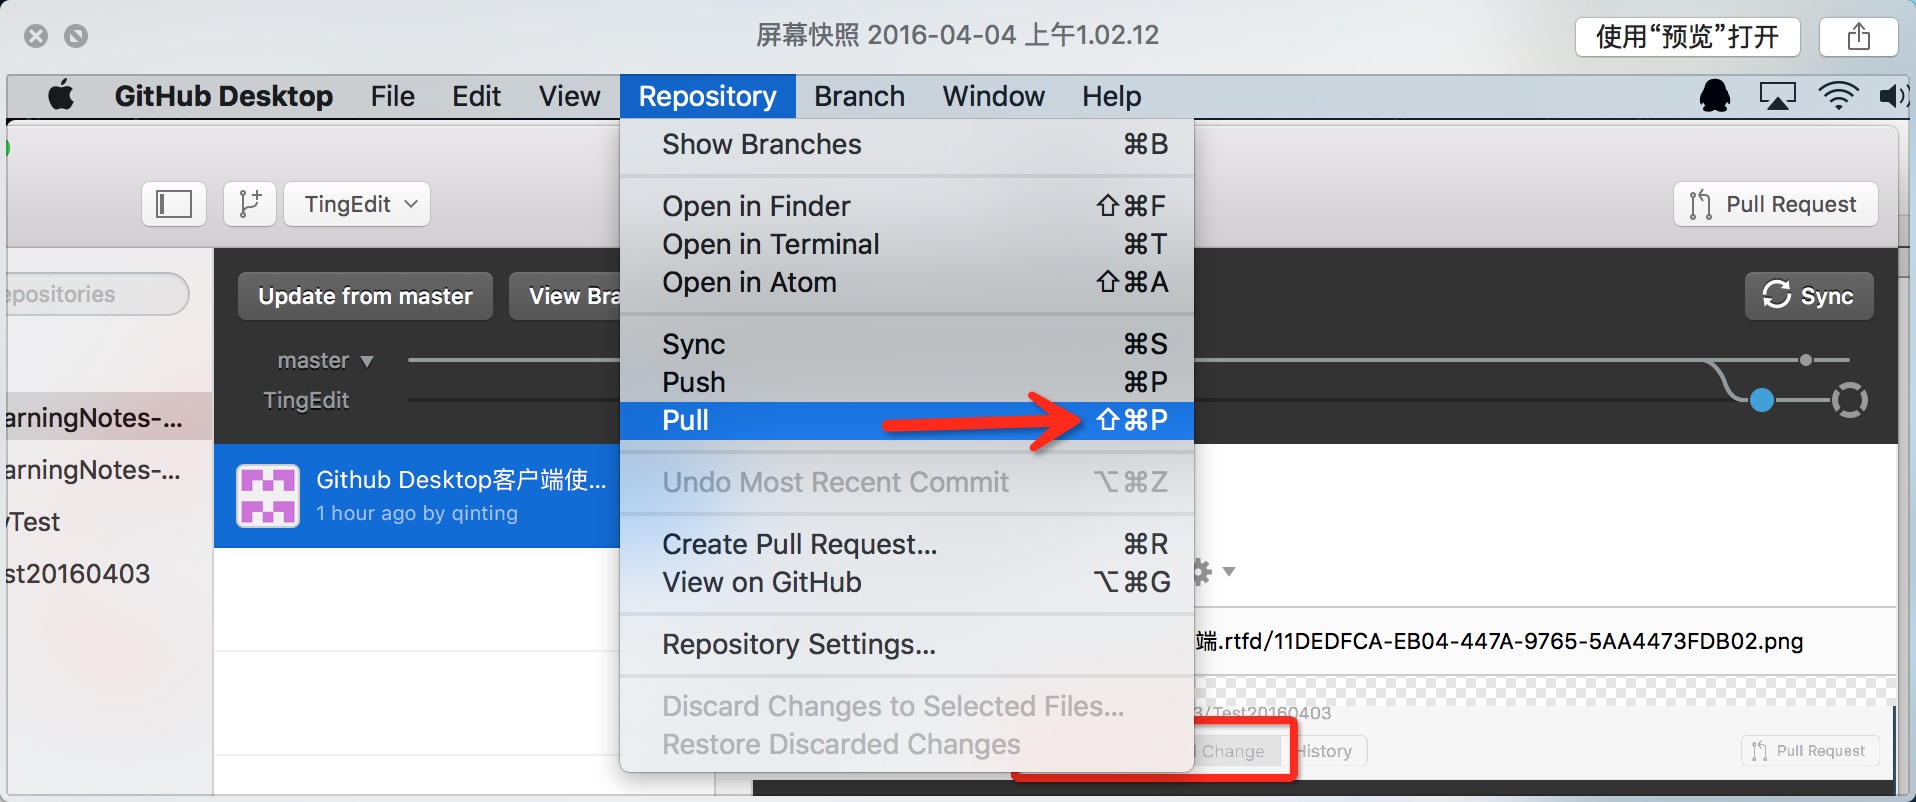 屏幕快照 2016-04-04 上午1.02.12
使用“预览”打开
GitHub Desktop File Edit View Repository Branch Window Help
Show Branches ⌘B
TingEdit
Open in Finder ⇧⌘F
Pull Request
Open in Terminal ⌘T
Open in Atom ⇧⌘A
epositories
Update from master
View Bra
Sync
Sync ⌘S
master
Push ⌘P
TingEdit
Pull ⇧⌘P
arningNotes-...
arningNotes-...
Test
st20160403
Github Desktop客户端使...
1 hour ago by qinting
Undo Most Recent Commit ⌥⌘Z
Create Pull Request... ⌘R
View on GitHub ⌥⌘G
Repository Settings...
端.rtfd/11DEDFCA-EB04-447A-9765-5AA4473FDB02.png
Discard Changes to Selected Files...
3/Test20160403
Restore Discarded Changes
Change
History
Pull Request